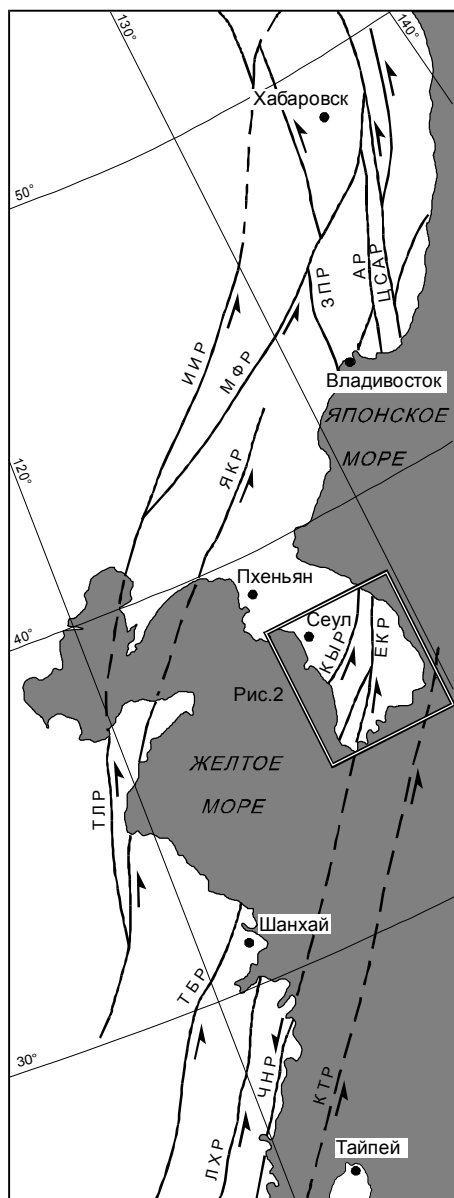 130°
140°
Хабаровск
50°
АР
ЗПР
ЦСАР
ИИР
МФР
Владивосток
ЯПОНСКОЕ
МОРЕ
ЯКР
120°
Пхеньян
Сеул
КЫР
ЕКР
40°
Рис.2
ЖЕЛТОЕ
МОРЕ
ТЛР
Шанхай
ТБР
30°
ЧНР
КТР
ЛХР
Тайпей